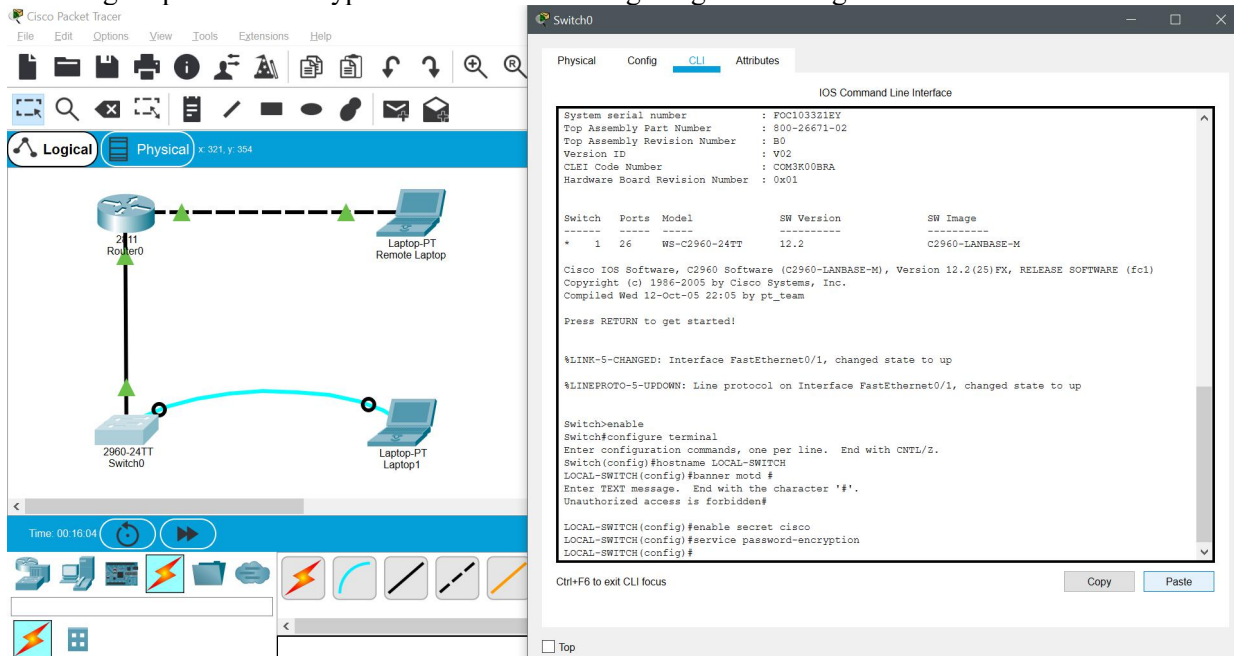 Cisco Packet Tracer
File Edit Options View Tools Extensions Help
Logical Physical x: 321, y: 354
2811
Router0
Laptop-PT
Remote Laptop
2960-24TT
Switch0
Laptop-PT
Laptop1
Time: 00:16:04
Switch0
Physical Config CLI Attributes
IOS Command Line Interface
System serial number : FOC1033Z1EY
Top Assembly Part Number : 800-26671-02
Top Assembly Revision Number : B0
Version ID : V02
CLEI Code Number : COM3K00BRA
Hardware Board Revision Number : 0x01
Switch Ports Model SW Version SW Image
------ ----- ----- ---------- ----------
* 1 26 WS-C2960-24TT 12.2 C2960-LANBASE-M
Cisco IOS Software, C2960 Software (C2960-LANBASE-M), Version 12.2(25)FX, RELEASE SOFTWARE (fc1)
Copyright (c) 1986-2005 by Cisco Systems, Inc.
Compiled Wed 12-Oct-05 22:05 by pt_team
Press RETURN to get started!
%LINK-5-CHANGED: Interface FastEthernet0/1, changed state to up
%LINEPROTO-5-UPDOWN: Line protocol on Interface FastEthernet0/1, changed state to up
Switch>enable
Switch#configure terminal
Enter configuration commands, one per line. End with CNTL/Z.
Switch(config)#hostname LOCAL-SWITCH
LOCAL-SWITCH(config)#banner motd #
Enter TEXT message. End with the character '#'.
Unauthorized access is forbidden#
LOCAL-SWITCH(config)#enable secret cisco
LOCAL-SWITCH(config)#service password-encryption
LOCAL-SWITCH(config)#
Ctrl+F6 to exit CLI focus
Copy Paste
Top